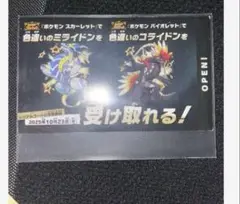 『ポケモン スカーレット』で
色違いのミライドンを
『ポケモン バイオレット』で
色違いのコライドンを
受け取れる!
OPEN!